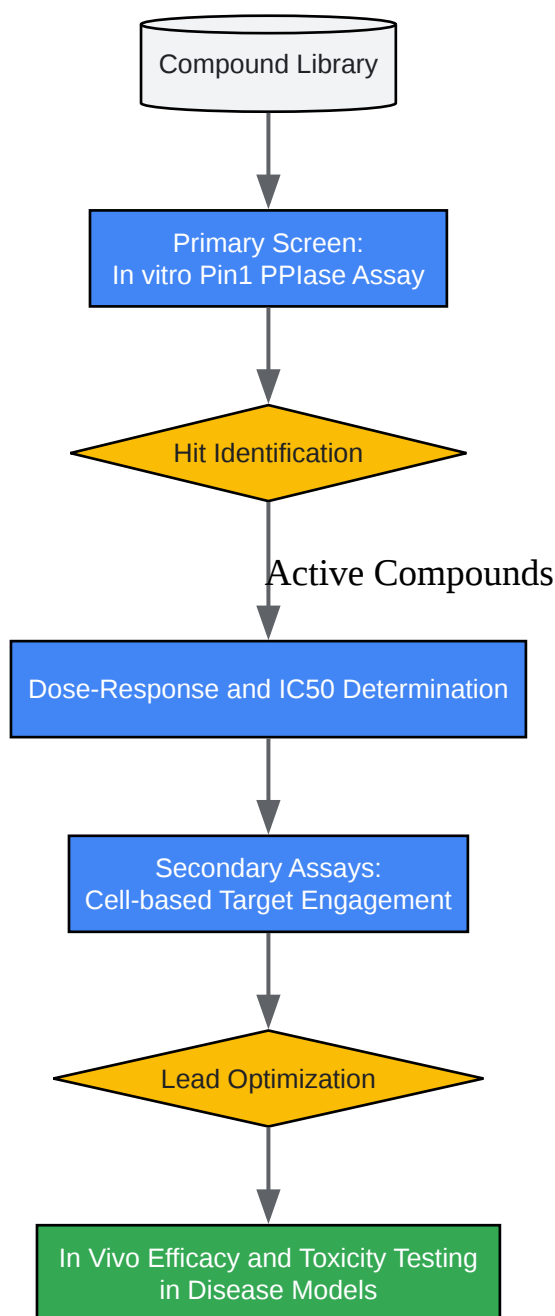 Compound Library
Primary Screen:
In vitro Pin1 PPIase Assay
Hit Identification
Active Compounds
Dose-Response and IC50 Determination
Secondary Assays:
Cell-based Target Engagement
Lead Optimization
In Vivo Efficacy and Toxicity Testing
in Disease Models